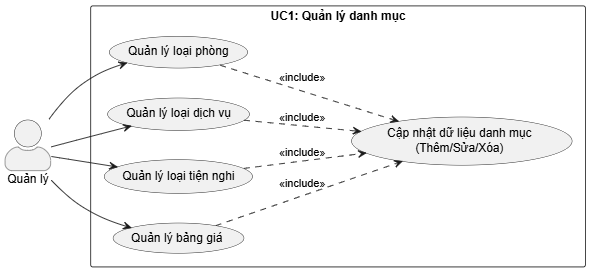 UC1: Quản lý danh mục
Quản lý loại phòng
«include»
Quản lý loại dịch vụ
«include»
Cập nhật dữ liệu danh mục
(Thêm/Sửa/Xóa)
«include»
Quản lý loại tiện nghi
Quản lý
«include»
Quản lý bảng giá